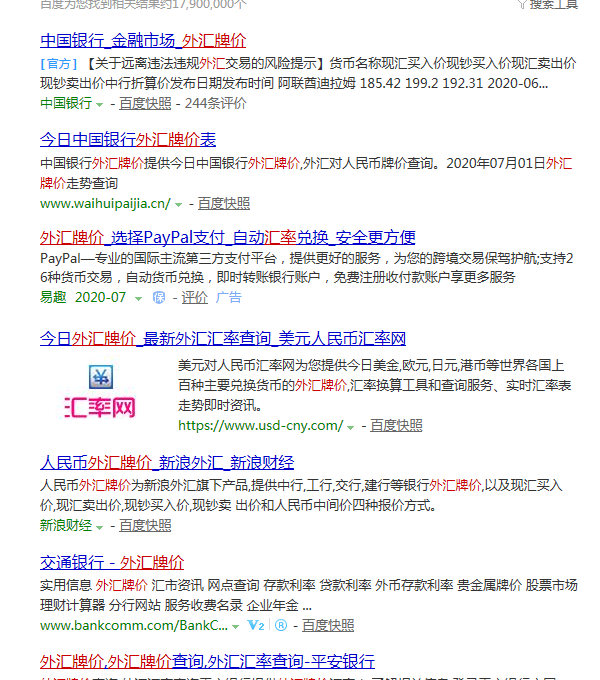 百度为您找到相关结果约17,900,000个
搜索工具
中国银行_金融市场_外汇牌价
[官方] 【关于远离违法违规外汇交易的风险提示】货币名称现汇买入价现钞买入价现汇卖出价
现钞卖出价中行折算价发布日期发布时间 阿联酋迪拉姆 185.42 199.2 192.31 2020-06...
中国银行 - 百度快照 - 244条评价
今日中国银行外汇牌价表
中国银行外汇牌价提供今日中国银行外汇牌价,外汇对人民币牌价查询。2020年07月01日外汇
牌价走势查询
www.waihuipaijia.cn/ - 百度快照
外汇牌价_选择PayPal支付_自动汇率兑换_安全更方便
PayPal—专业的国际主流第三方支付平台，提供更好的服务，为您的跨境交易保驾护航;支持2
6种货币交易，自动货币兑换，即时转账银行账户，免费注册收付款账户享更多服务
易趣 2020-07 保 - 评价 广告
今日外汇牌价_最新外汇汇率查询_美元人民币汇率网
美元对人民币汇率网为您提供今日美金,欧元,日元,港币等世界各国上
百种主要兑换货币的外汇牌价,汇率换算工具和查询服务、实时汇率表
走势即时资讯。
汇率网
https://www.usd-cny.com/ - 百度快照
人民币外汇牌价_新浪外汇_新浪财经
人民币外汇牌价为新浪外汇旗下产品,提供中行,工行,交行,建行等银行外汇牌价,以及现汇买入
价,现汇卖出价,现钞买入价,现钞卖 出价和人民币中间价四种报价方式。
新浪财经 - 百度快照
交通银行 - 外汇牌价
实用信息 外汇牌价 汇市资讯 网点查询 存款利率 贷款利率 外币存款利率 贵金属牌价 股票市场
理财计算器 分行网站 服务收费名录 企业年金 ...
www.bankcomm.com/BankC... V2 ® - 百度快照
外汇牌价,外汇牌价查询,外汇汇率查询-平安银行